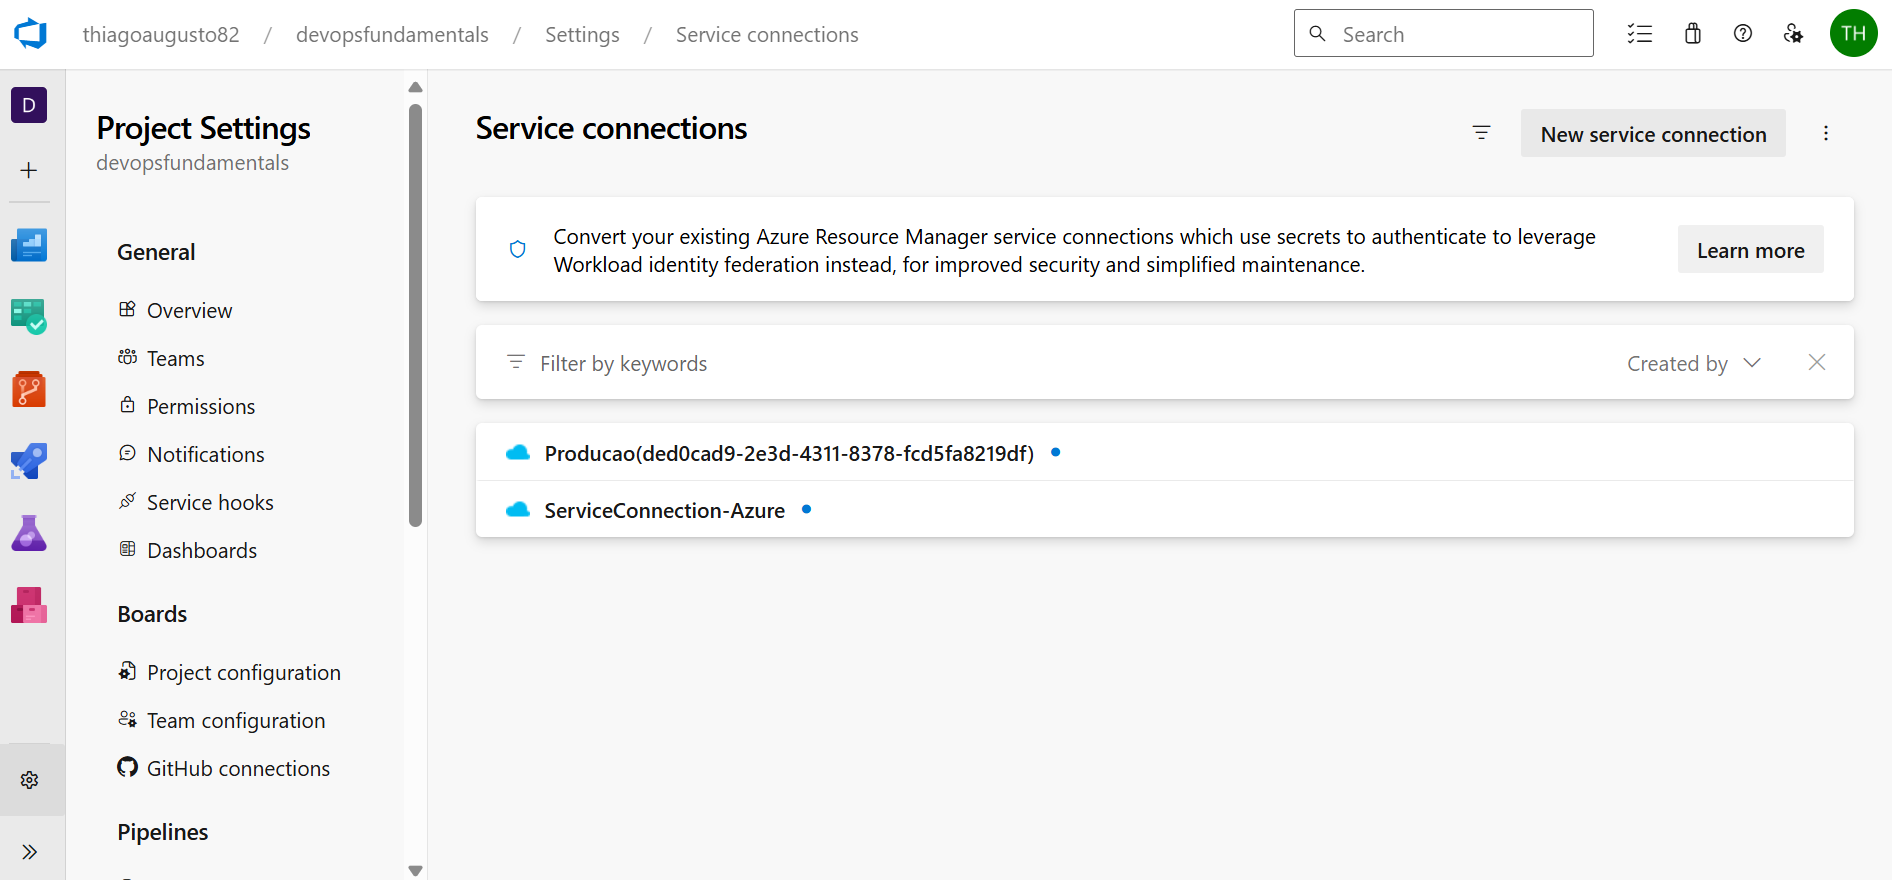 thiagoaugusto82 / devopsfundamentals / Settings / Service connections
Search
TH
D
Project Settings
devopsfundamentals
General
Overview
Teams
Permissions
Notifications
Service hooks
Dashboards
Boards
Project configuration
Team configuration
GitHub connections
Pipelines
Service connections
New service connection
Convert your existing Azure Resource Manager service connections which use secrets to authenticate to leverage
Workload identity federation instead, for improved security and simplified maintenance.
Learn more
Filter by keywords
Created by
Producao(ded0cad9-2e3d-4311-8378-fcd5fa8219df)
ServiceConnection-Azure